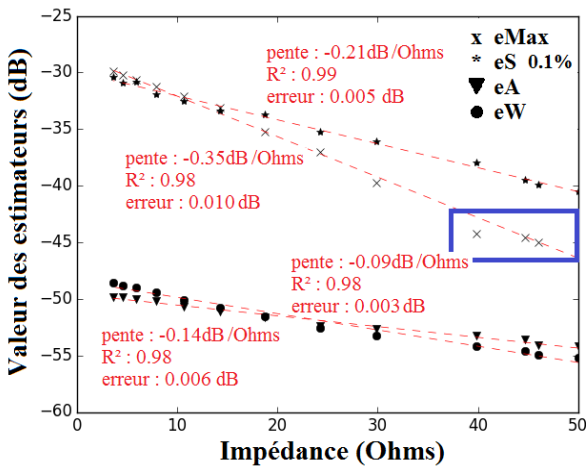 Valeur des estimateurs (dB)
−25
−30
−35
−40
−45
−50
−55
−60
pente : -0.21dB/Ohms
R² : 0.99
erreur : 0.005 dB
x eMax
* eS 0.1%
▼ eA
● eW
pente : -0.35dB/Ohms
R² : 0.98
erreur : 0.010 dB
pente : -0.09dB/Ohms
R² : 0.98
erreur : 0.003 dB
pente : -0.14dB/Ohms
R² : 0.98
erreur : 0.006 dB
0 10 20 30 40 50
Impédance (Ohms)